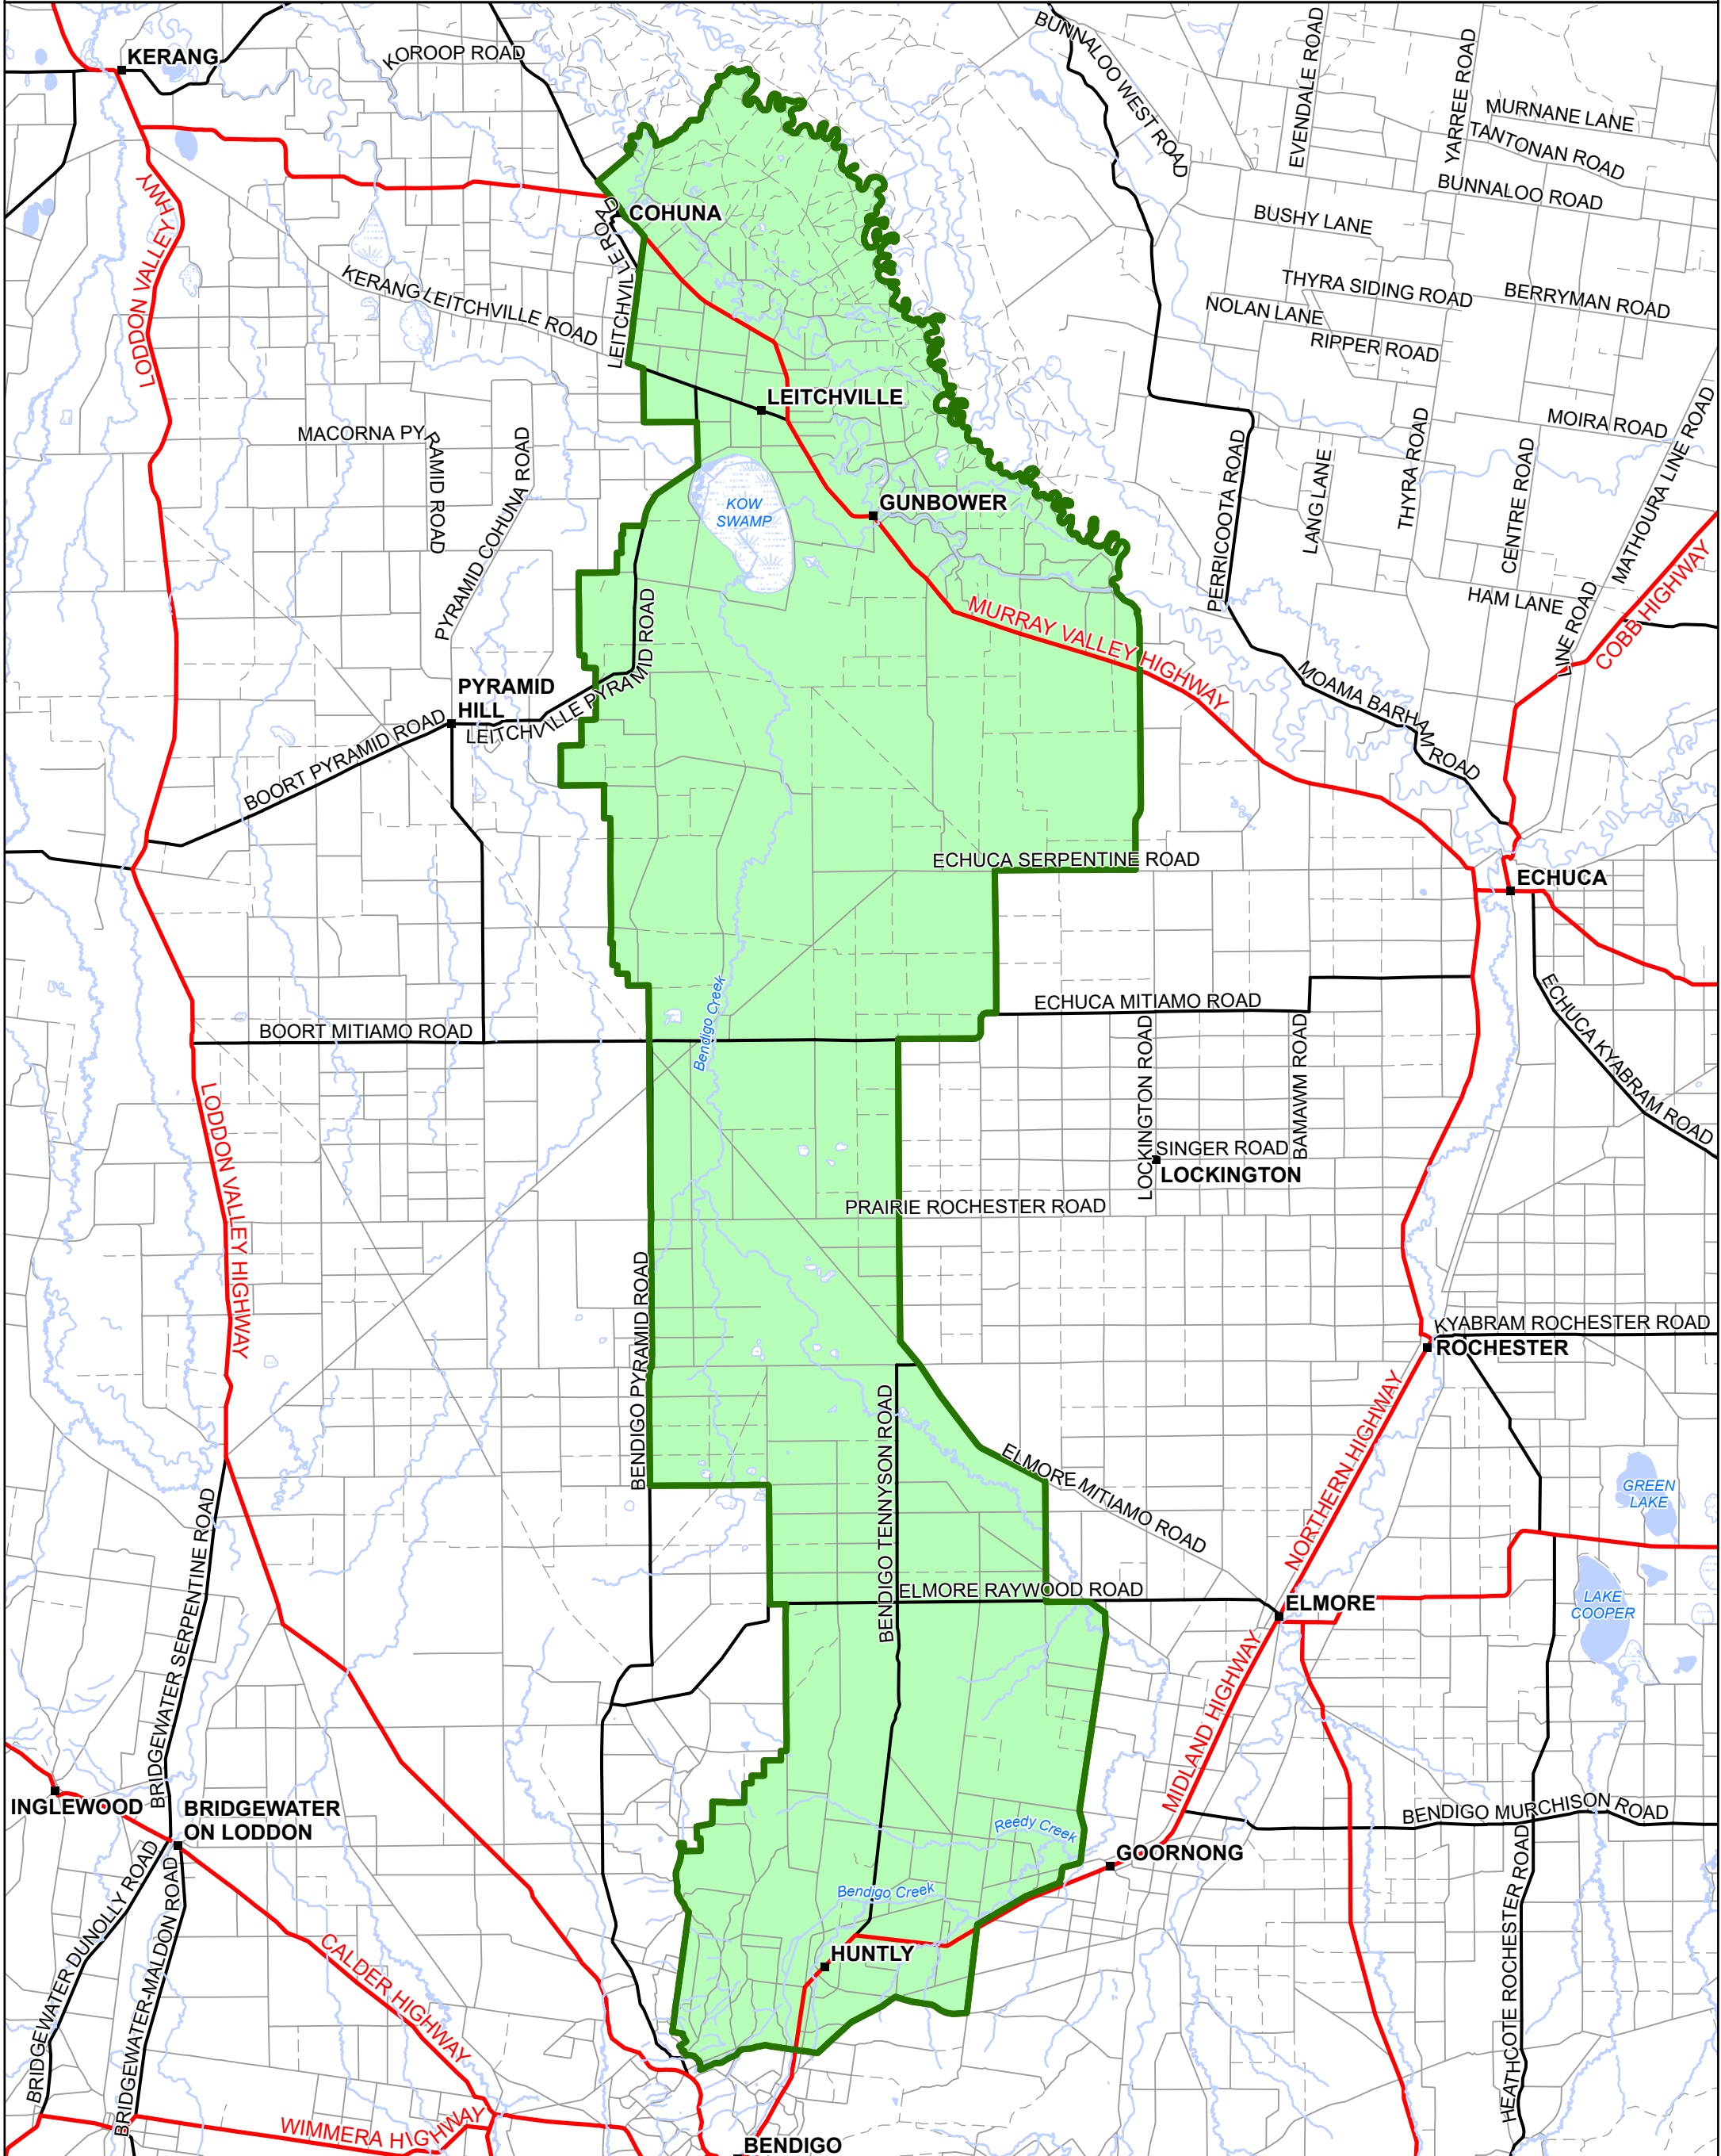 KERANG
KOROOP ROAD
BUNNALOO WEST ROAD
EVENDALE ROAD
YARREE ROAD
MURNANE LANE
TANTONAN ROAD
BUNNALOO ROAD
BUSHY LANE
LODDON VALLEY HWY
COHUNA
LEITCHVILLE ROAD
KERANG LEITCHVILLE ROAD
THYRA SIDING ROAD
BERRYMAN ROAD
NOLAN LANE
RIPPER ROAD
LEITCHVILLE
MOIRA ROAD
MACORNA PYRAMID ROAD
PYRAMID COHUNA ROAD
PERRICOOTA ROAD
LANG LANE
THYRA ROAD
CENTRE ROAD
MATHOURA LINE ROAD
KOW
SWAMP
GUNBOWER
HAM LANE
LINE ROAD
COBB HIGHWAY
MURRAY VALLEY HIGHWAY
MOAMA BARHAM ROAD
PYRAMID
HILL
LEITCHVILLE PYRAMID ROAD
BOORT PYRAMID ROAD
ECHUCA SERPENTINE ROAD
ECHUCA
Bendigo Creek
ECHUCA MITIAMO ROAD
BOORT MITIAMO ROAD
ECHUCA KYABRAM ROAD
LOCKINGTON ROAD
BAMAWM ROAD
SINGER ROAD
LOCKINGTON
LODDON VALLEY HIGHWAY
PRAIRIE ROCHESTER ROAD
BENDIGO PYRAMID ROAD
KYABRAM ROCHESTER ROAD
ROCHESTER
BENDIGO TENNYSON ROAD
ELMORE MITIAMO ROAD
NORTHERN HIGHWAY
GREEN
LAKE
BRIDGEWATER SERPENTINE ROAD
ELMORE RAYWOOD ROAD
ELMORE
LAKE
COOPER
MIDLAND HIGHWAY
INGLEWOOD
BRIDGEWATER
ON LODDON
BENDIGO MURCHISON ROAD
Reedy Creek
GOORNONG
Bendigo Creek
HUNTLY
BRIDGEWATER DUNOLLY ROAD
BRIDGEWATER-MALDON ROAD
CALDER HIGHWAY
HEATHCOTE ROCHESTER ROAD
WIMMERA HIGHWAY
BENDIGO